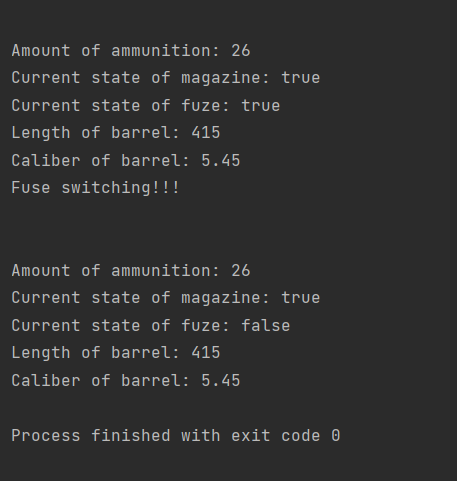 Amount of ammunition: 26
Current state of magazine: true
Current state of fuze: true
Length of barrel: 415
Caliber of barrel: 5.45
Fuse switching!!!
Amount of ammunition: 26
Current state of magazine: true
Current state of fuze: false
Length of barrel: 415
Caliber of barrel: 5.45
Process finished with exit code 0